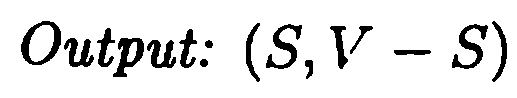 Output: (S, V − S)